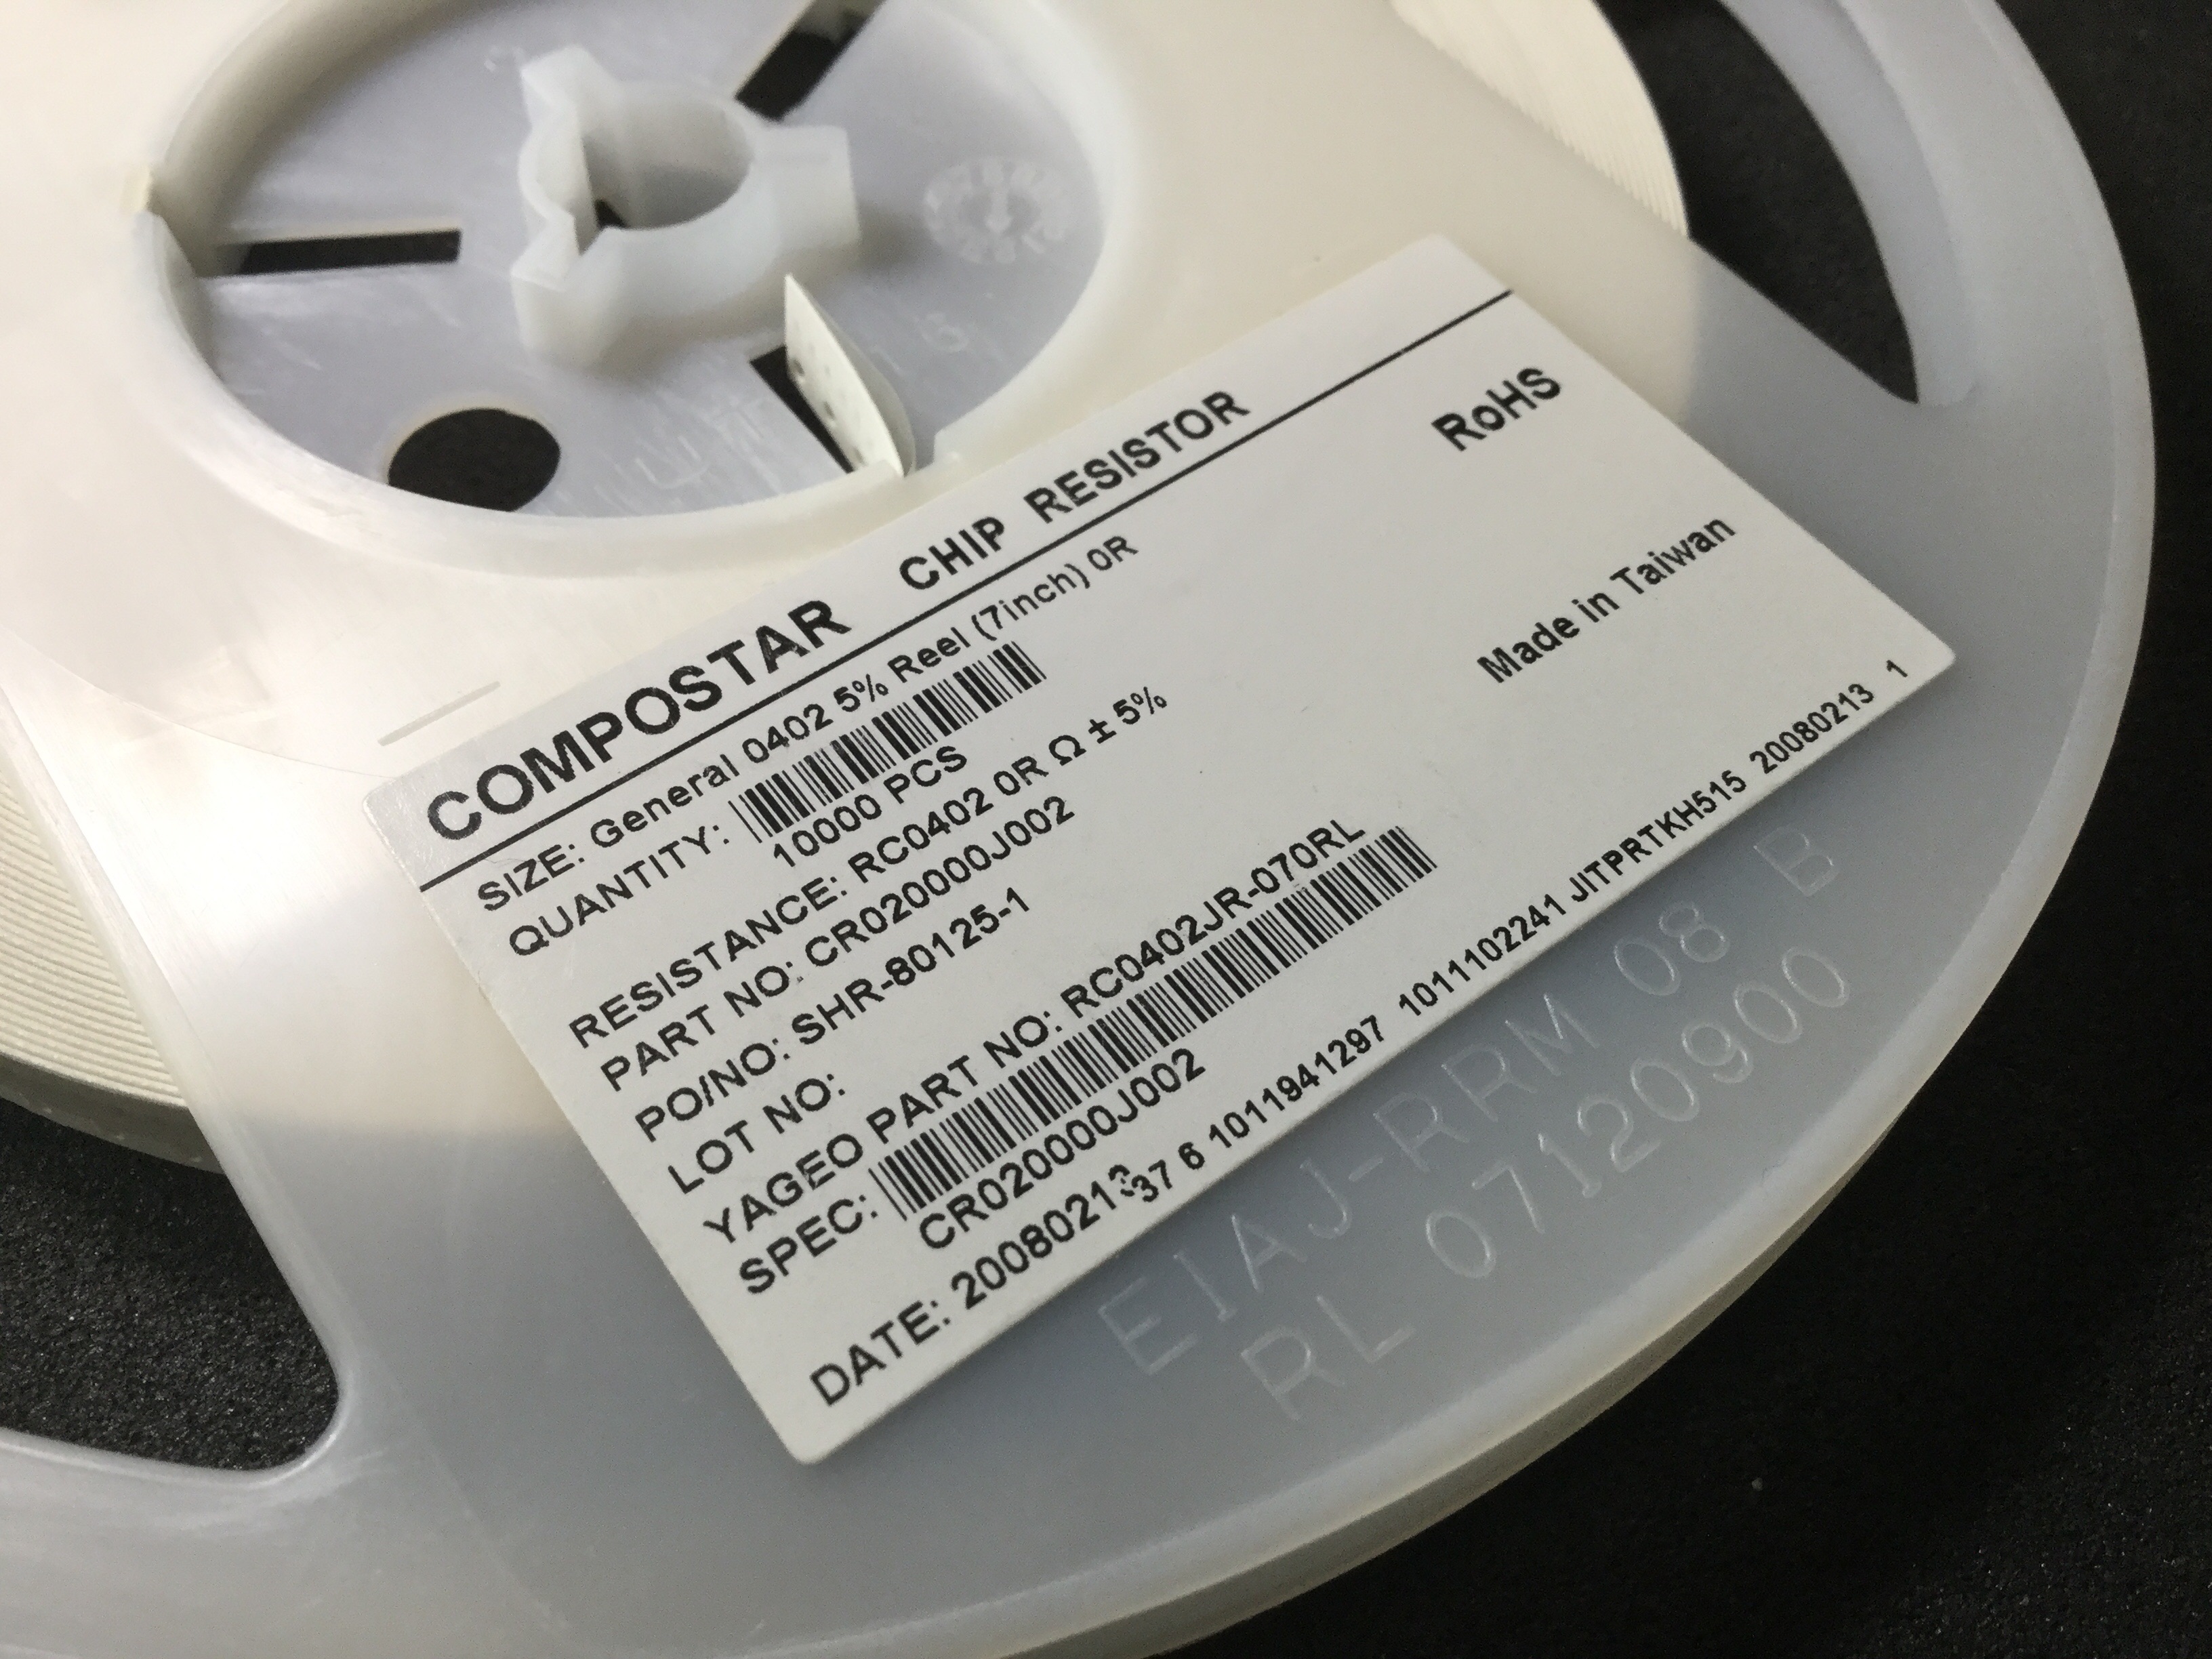 COMPOSTAR CHIP RESISTOR
SIZE: General 0402 5% Reel (7inch) 0R
QUANTITY:
10000 PCS
RoHS
RESISTANCE: RC0402 0R Ω ± 5%
PART NO: CR020000J002
PO/NO: SHR-80125-1
Made in Taiwan
LOT NO:
YAGEO PART NO: RC0402JR-070RL
SPEC:
CR020000J002
DATE: 20080213
37 6 1011941297 1011102241 JITPRTKH515 20080213 1
EIAJ-RRM 08 B
RL 07120900